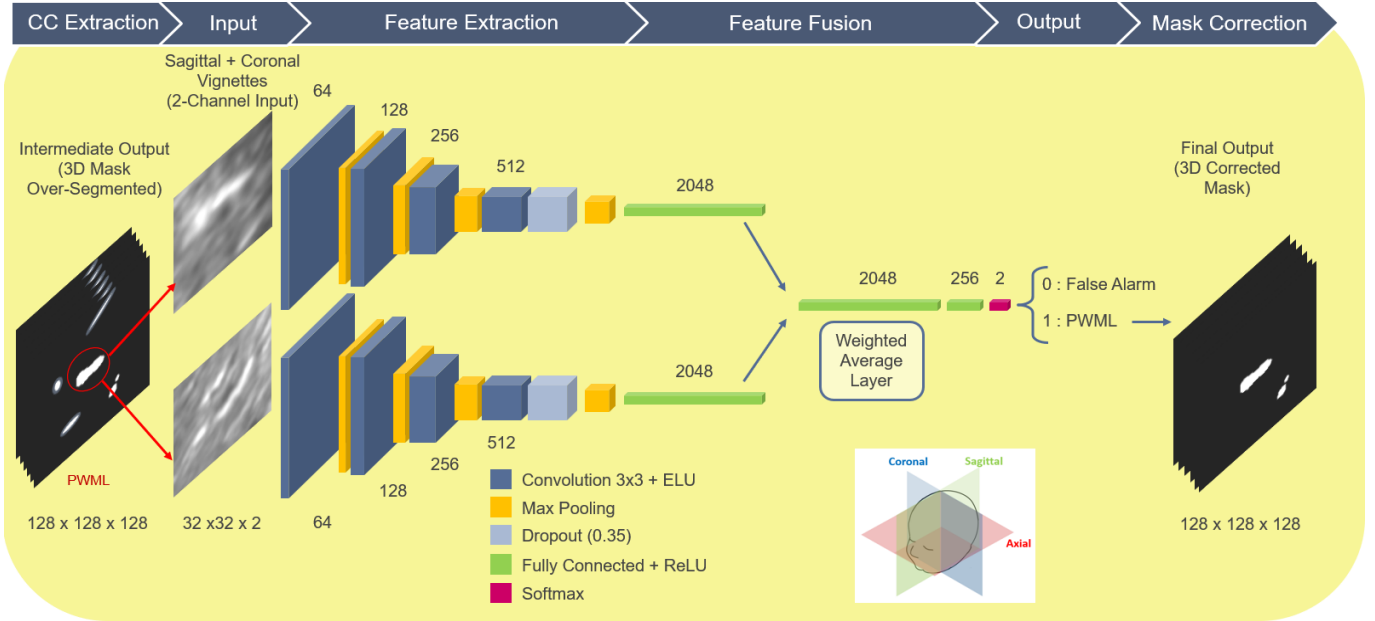 CC Extraction
Input
Feature Extraction
Feature Fusion
Output
Mask Correction
Sagittal + Coronal
Vignettes
(2-Channel Input)
Intermediate Output
(3D Mask
Over-Segmented)
PWML
128 x 128 x 128
32 x32 x 2
64
128
256
512
2048
64
128
256
512
2048
2048
256
2
Weighted
Average
Layer
0 : False Alarm
1 : PWML
Final Output
(3D Corrected
Mask)
128 x 128 x 128
Convolution 3x3 + ELU
Max Pooling
Dropout (0.35)
Fully Connected + ReLU
Softmax
Coronal
Sagittal
Axial